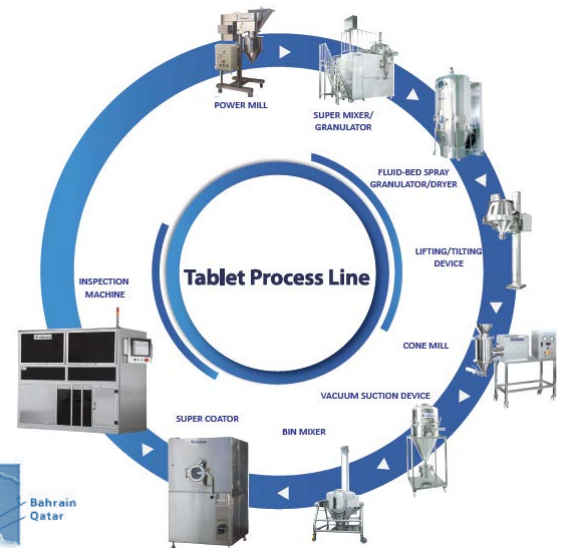 POWER MILL
SUPER MIXER/
GRANULATOR
FLUID-BED SPRAY
GRANULATOR/DRYER
LIFTING/TILTING
DEVICE
Tablet Process Line
INSPECTION
MACHINE
CONE MILL
VACUUM SUCTION DEVICE
SUPER COATOR
BIN MIXER
Bahrain
Qatar